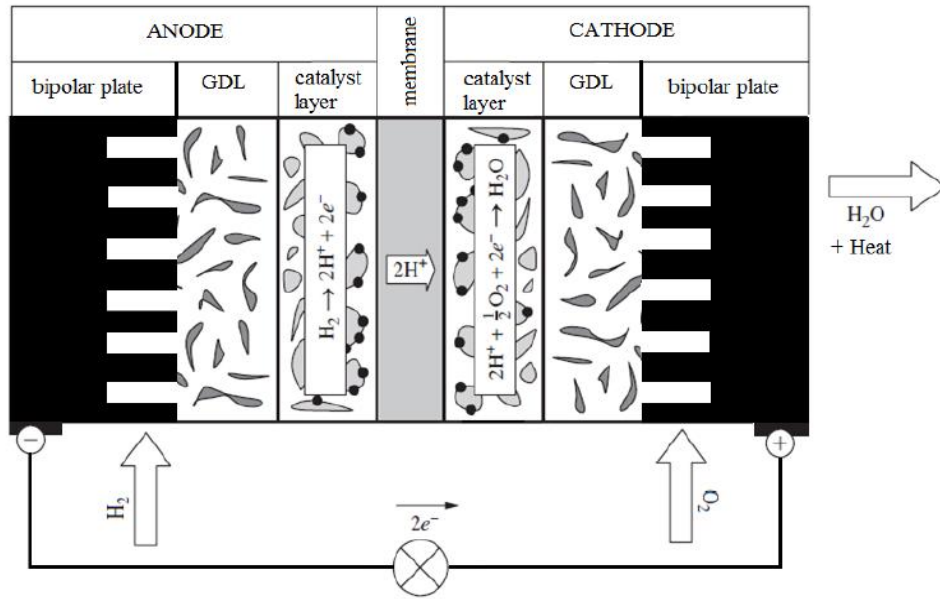 ANODE
CATHODE
bipolar plate
GDL
catalyst
layer
membrane
catalyst
layer
GDL
bipolar plate
H₂ → 2H⁺ + 2e⁻
2H⁺
2H⁺ + ½O₂ + 2e⁻ → H₂O
H₂O
+ Heat
−
+
H₂
2e⁻
O₂